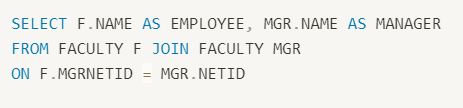 SELECT F.NAME AS EMPLOYEE, MGR.NAME AS MANAGER
FROM FACULTY F JOIN FACULTY MGR
ON F.MGRNETID = MGR.NETID